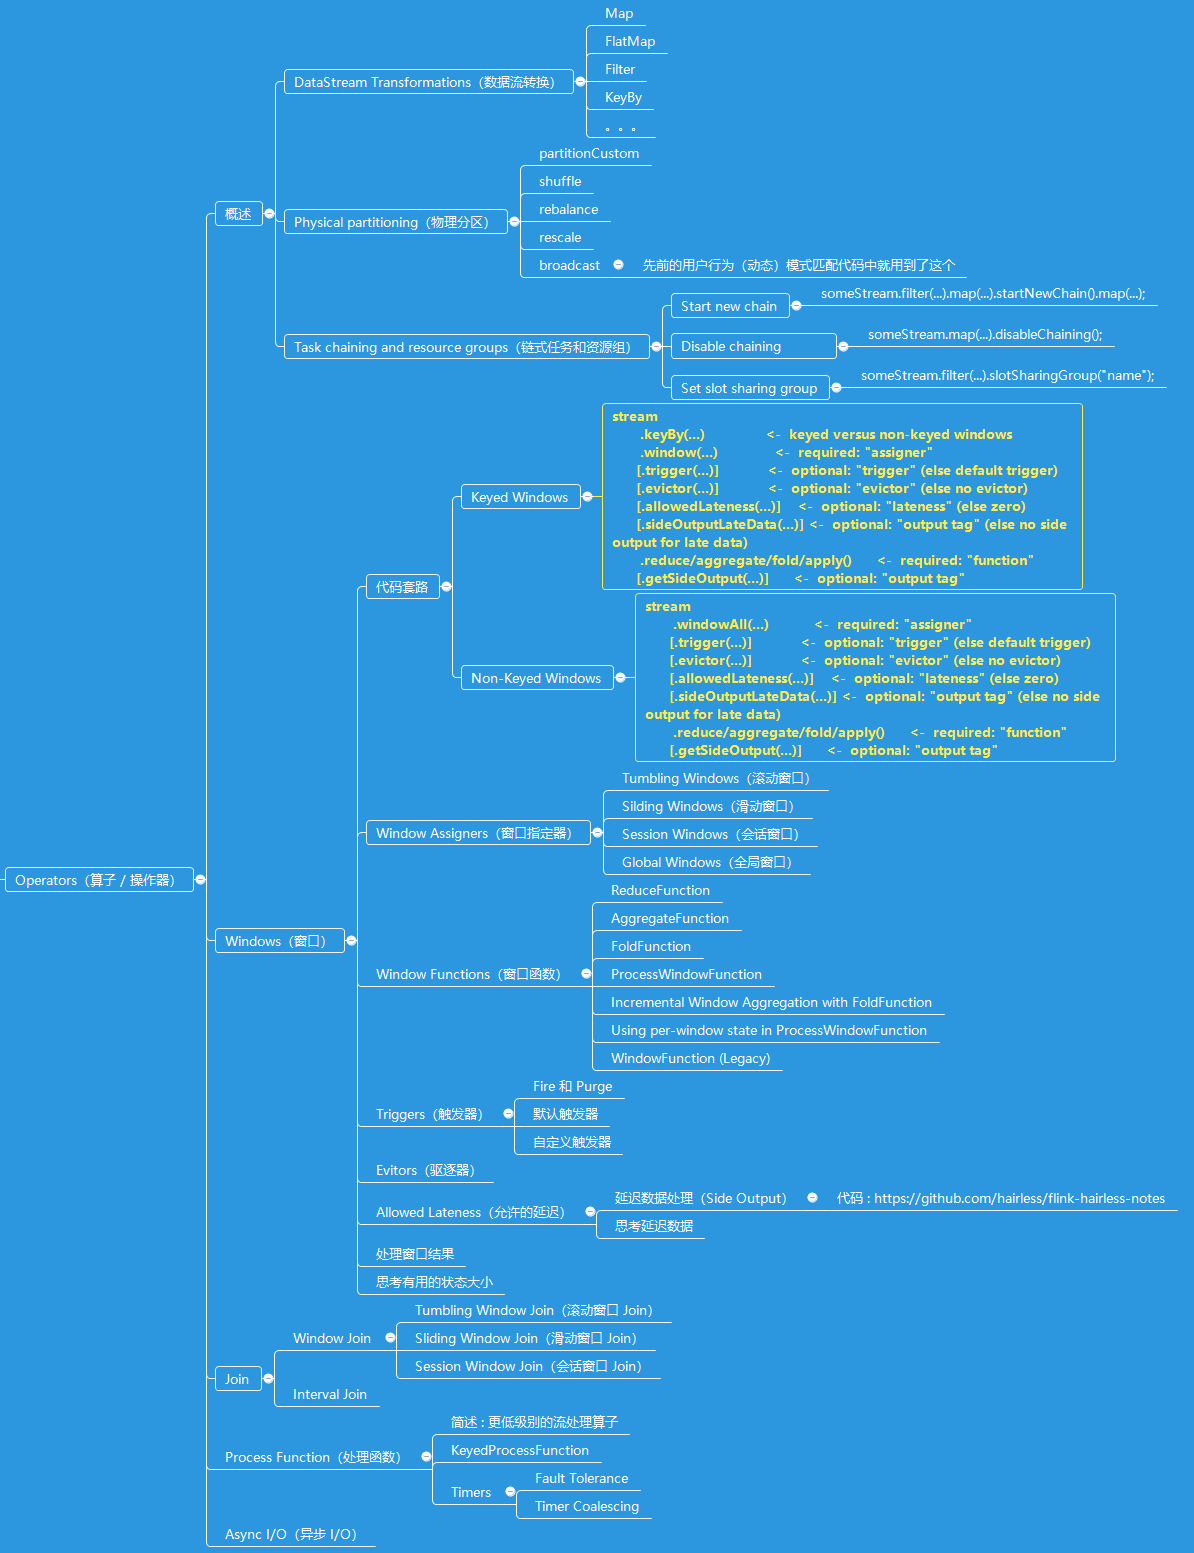 Operators（算子 / 操作器）
概述
DataStream Transformations（数据流转换）
Map
FlatMap
Filter
KeyBy
。。。
Physical partitioning（物理分区）
partitionCustom
shuffle
rebalance
rescale
broadcast
先前的用户行为（动态）模式匹配代码中就用到了这个
Task chaining and resource groups（链式任务和资源组）
Start new chain
someStream.filter(...).map(...).startNewChain().map(...);
Disable chaining
someStream.map(...).disableChaining();
Set slot sharing group
someStream.filter(...).slotSharingGroup("name");
Windows（窗口）
代码套路
Keyed Windows
stream
.keyBy(...) <- keyed versus non-keyed windows
.window(...) <- required: "assigner"
[.trigger(...)] <- optional: "trigger" (else default trigger)
[.evictor(...)] <- optional: "evictor" (else no evictor)
[.allowedLateness(...)] <- optional: "lateness" (else zero)
[.sideOutputLateData(...)] <- optional: "output tag" (else no side
output for late data)
.reduce/aggregate/fold/apply() <- required: "function"
[.getSideOutput(...)] <- optional: "output tag"
Non-Keyed Windows
stream
.windowAll(...) <- required: "assigner"
[.trigger(...)] <- optional: "trigger" (else default trigger)
[.evictor(...)] <- optional: "evictor" (else no evictor)
[.allowedLateness(...)] <- optional: "lateness" (else zero)
[.sideOutputLateData(...)] <- optional: "output tag" (else no side
output for late data)
.reduce/aggregate/fold/apply() <- required: "function"
[.getSideOutput(...)] <- optional: "output tag"
Window Assigners（窗口指定器）
Tumbling Windows（滚动窗口）
Silding Windows（滑动窗口）
Session Windows（会话窗口）
Global Windows（全局窗口）
Window Functions（窗口函数）
ReduceFunction
AggregateFunction
FoldFunction
ProcessWindowFunction
Incremental Window Aggregation with FoldFunction
Using per-window state in ProcessWindowFunction
WindowFunction (Legacy)
Triggers（触发器）
Fire 和 Purge
默认触发器
自定义触发器
Evitors（驱逐器）
Allowed Lateness（允许的延迟）
延迟数据处理（Side Output）
代码 : https://github.com/hairless/flink-hairless-notes
思考延迟数据
处理窗口结果
思考有用的状态大小
Join
Window Join
Tumbling Window Join（滚动窗口 Join）
Sliding Window Join（滑动窗口 Join）
Session Window Join（会话窗口 Join）
Interval Join
Process Function（处理函数）
简述 : 更低级别的流处理算子
KeyedProcessFunction
Timers
Fault Tolerance
Timer Coalescing
Async I/O（异步 I/O）